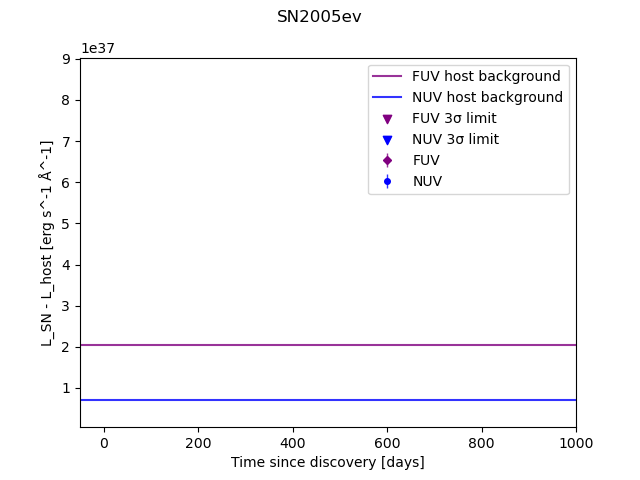 SN2005ev
1e37
9
8
7
6
5
4
3
2
1
L_SN - L_host [erg s^-1 Å^-1]
FUV host background
NUV host background
FUV 3σ limit
NUV 3σ limit
FUV
NUV
0 200 400 600 800 1000
Time since discovery [days]